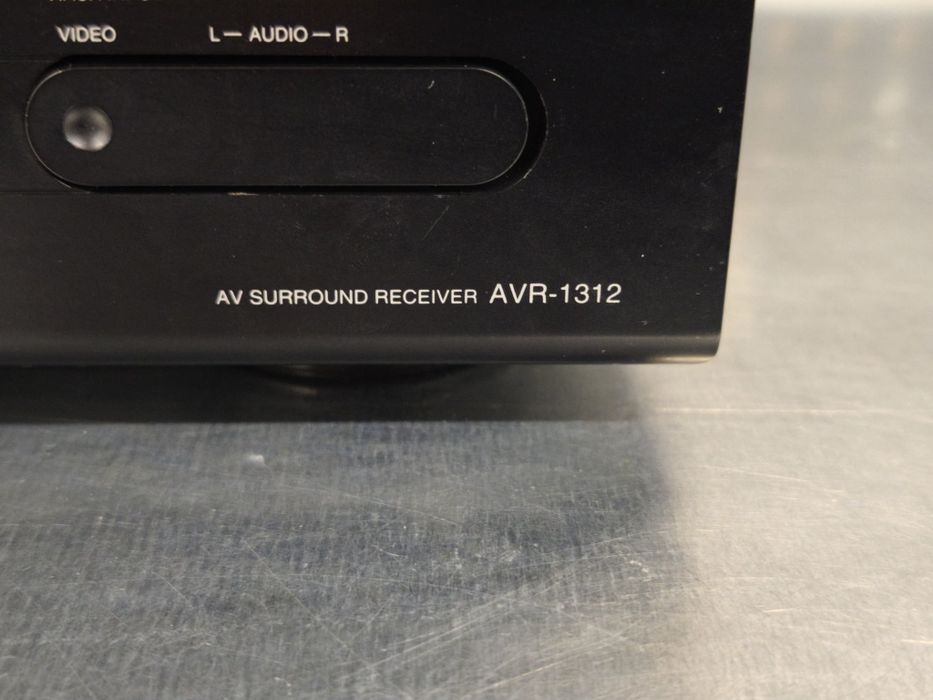 VIDEO L — AUDIO — R
AV SURROUND RECEIVER AVR-1312